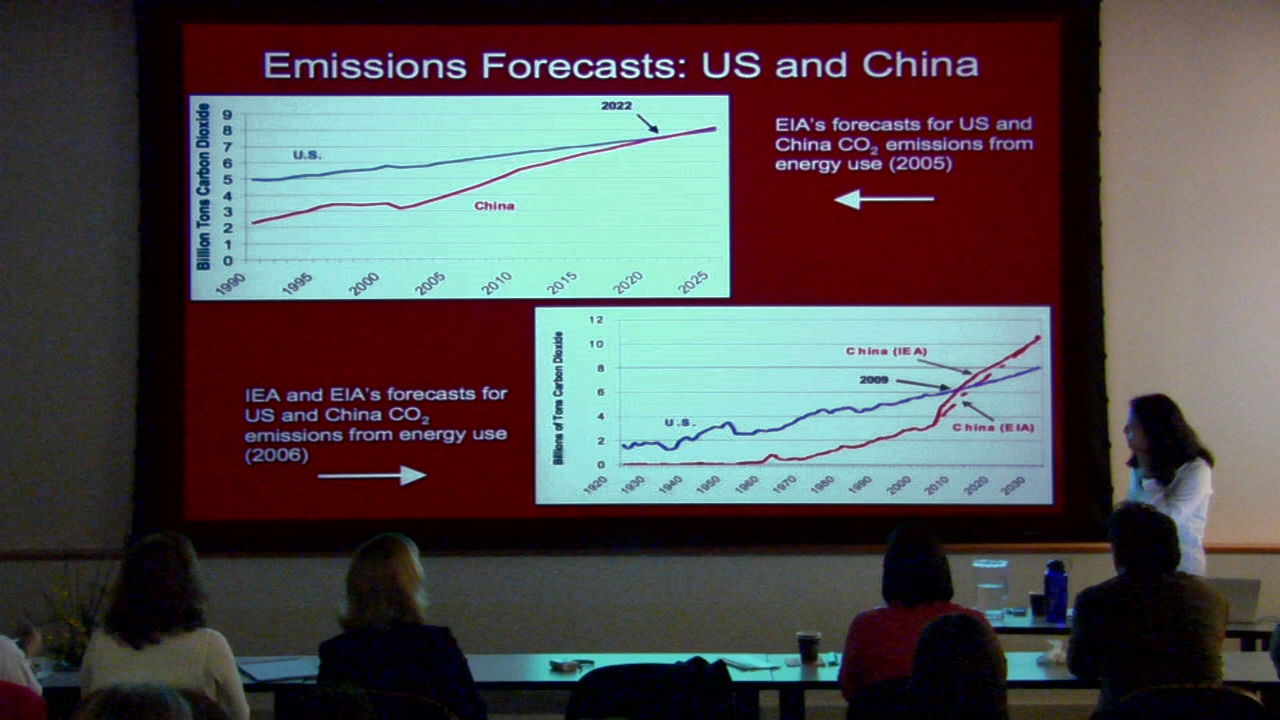 Emissions Forecasts: US and China
Billion Tons Carbon Dioxide
9
8
7
6
5
4
3
2
1
0
2022
U.S.
China
1990
1995
2000
2005
2010
2015
2020
2025
EIA's forecasts for US and
China CO₂ emissions from
energy use (2005)
IEA and EIA's forecasts for
US and China CO₂
emissions from energy use
(2006)
Billions of Tons Carbon Dioxide
12
10
8
6
4
2
0
China (IEA)
2009
U.S.
China (EIA)
1920
1930
1940
1950
1960
1970
1980
1990
2000
2010
2020
2030